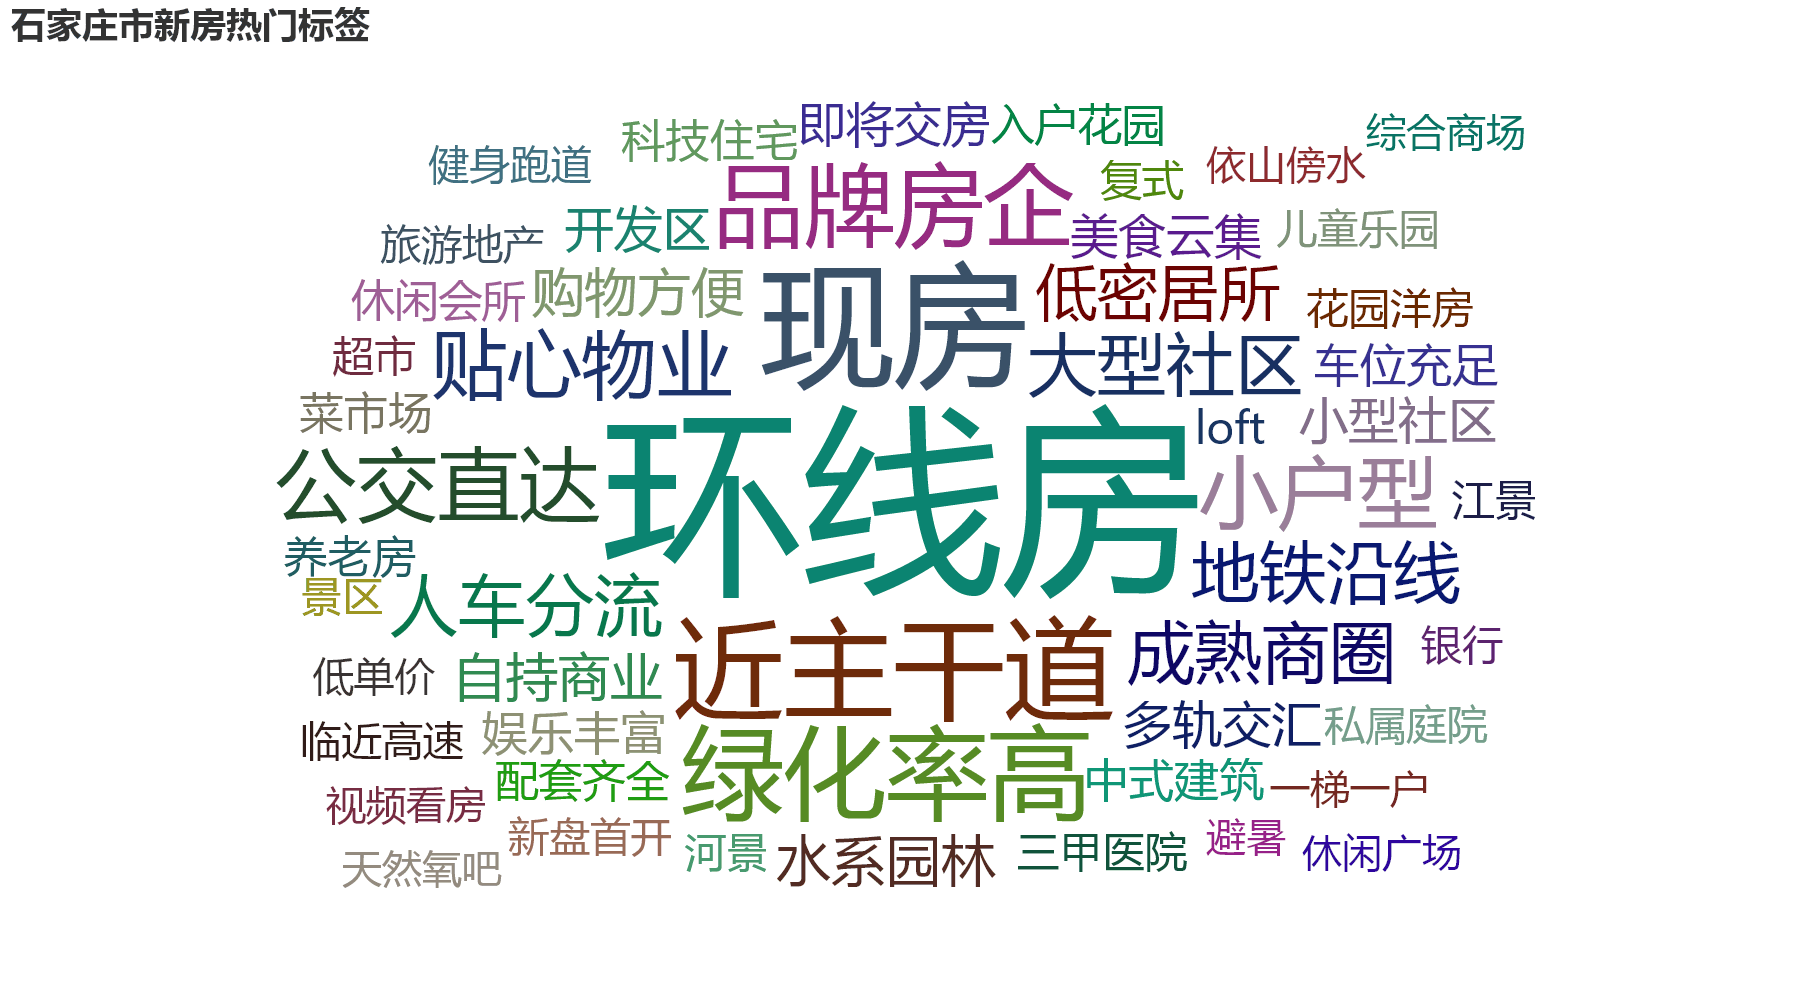 石家庄市新房热门标签
即将交房
入户花园
科技住宅
综合商场
健身跑道
复式
依山傍水
品牌房企
开发区
美食云集
儿童乐园
旅游地产
购物方便
低密居所
休闲会所
花园洋房
现房
超市
贴心物业
大型社区
车位充足
菜市场
loft
小型社区
公交直达
环线房
小户型
江景
养老房
地铁沿线
景区
人车分流
近主干道
成熟商圈
银行
低单价
自持商业
临近高速
娱乐丰富
多轨交汇
私属庭院
绿化率高
配套齐全
中式建筑
一梯一户
视频看房
新盘首开
河景
水系园林
三甲医院
避暑
休闲广场
天然氧吧